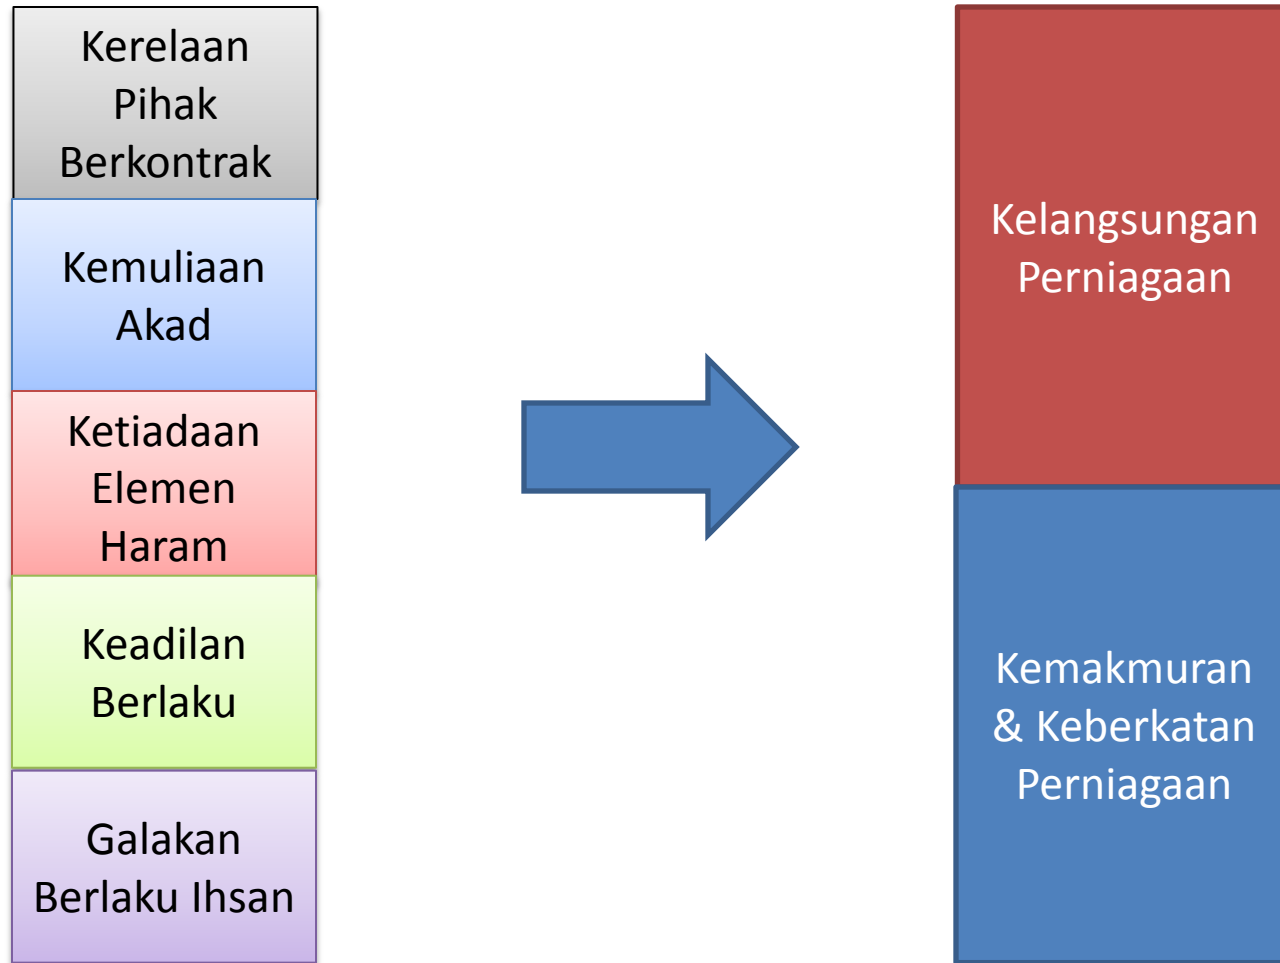 Kerelaan
Pihak
Berkontrak
Kemuliaan
Akad
Ketiadaan
Elemen
Haram
Keadilan
Berlaku
Galakan
Berlaku Ihsan
Kelangsungan
Perniagaan
Kemakmuran
& Keberkatan
Perniagaan